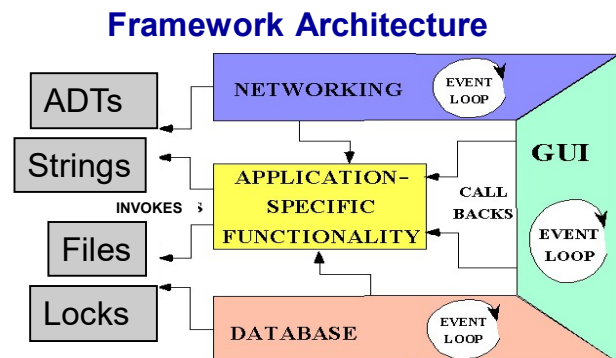 Framework Architecture
ADTs
Strings
INVOKES S
Files
Locks
NETWORKING
EVENT
LOOP
APPLICATION-
SPECIFIC
FUNCTIONALITY
CALL
BACKS
GUI
EVENT
LOOP
DATABASE
EVENT
LOOP